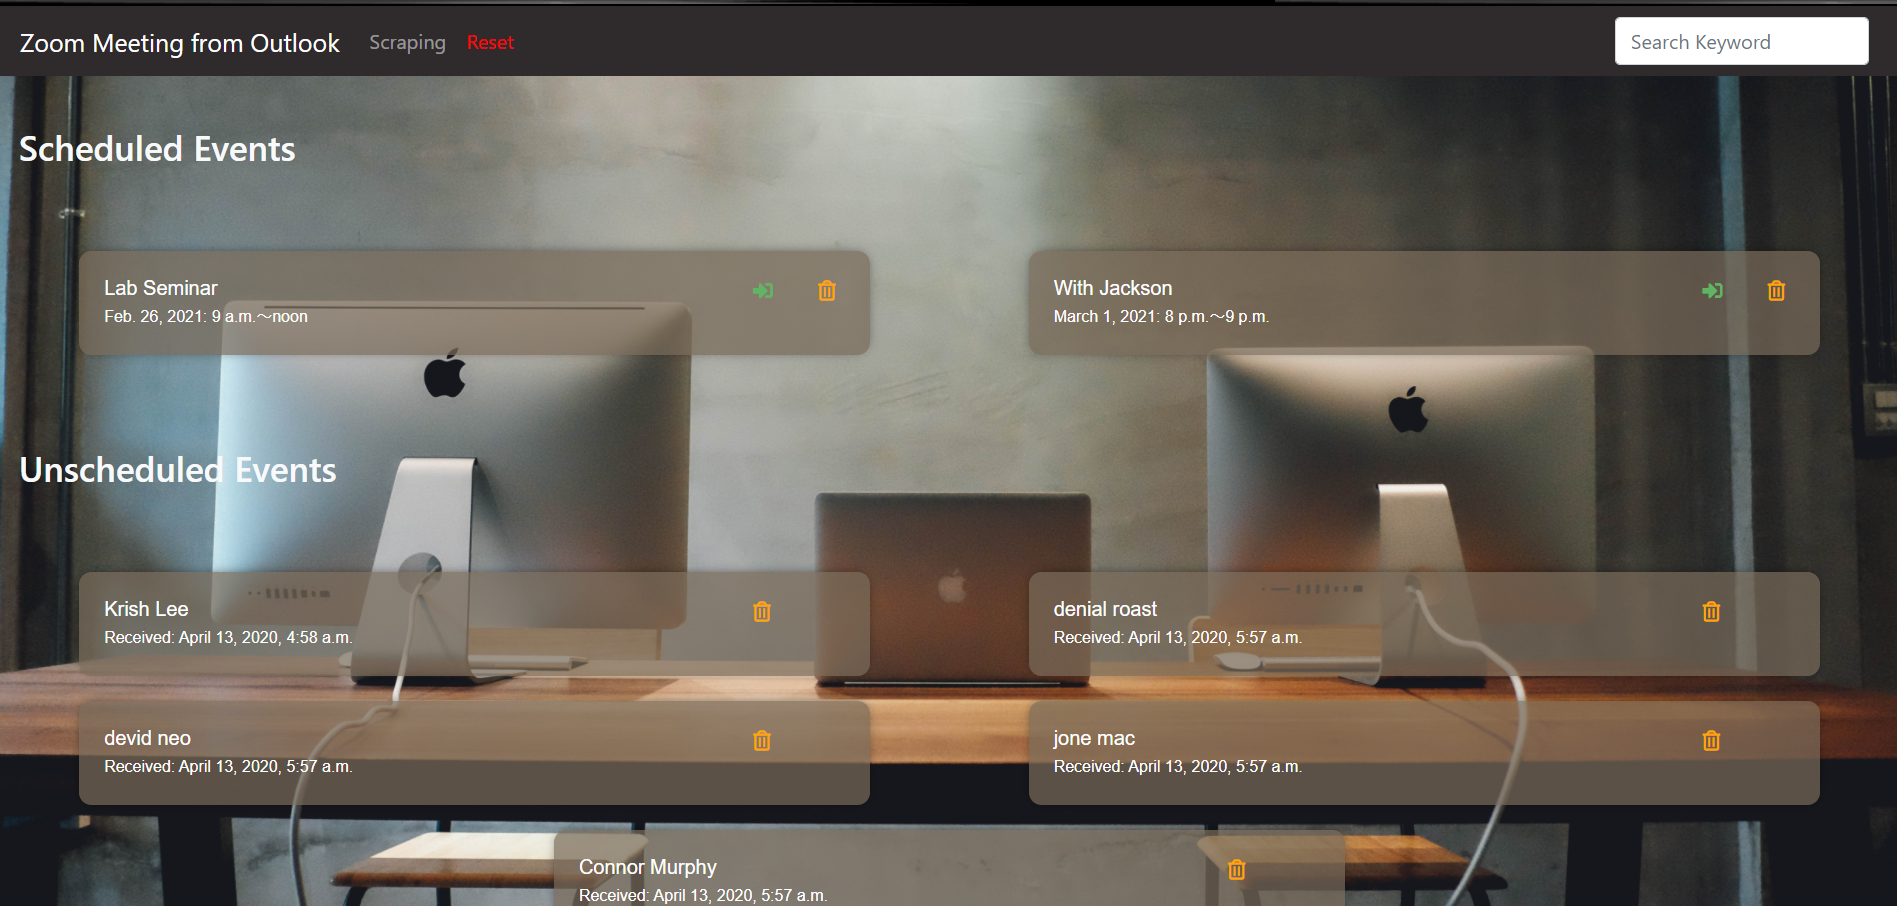 Zoom Meeting from Outlook Scraping Reset Search Keyword
Scheduled Events
Lab Seminar
Feb. 26, 2021: 9 a.m.～noon
With Jackson
March 1, 2021: 8 p.m.～9 p.m.
Unscheduled Events
Krish Lee
Received: April 13, 2020, 4:58 a.m.
denial roast
Received: April 13, 2020, 5:57 a.m.
devid neo
Received: April 13, 2020, 5:57 a.m.
jone mac
Received: April 13, 2020, 5:57 a.m.
Connor Murphy
Received: April 13, 2020, 5:57 a.m.